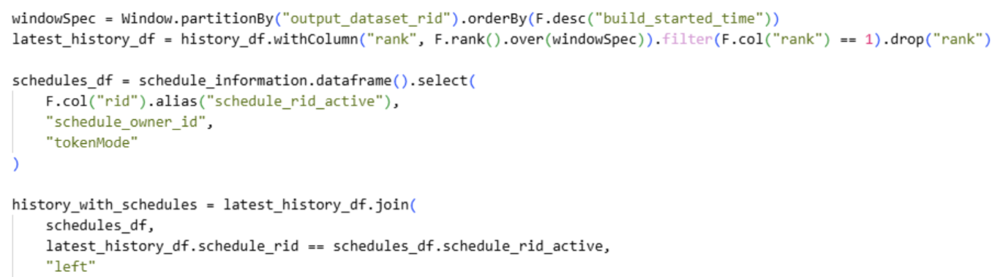 windowSpec = Window.partitionBy("output_dataset_rid").orderBy(F.desc("build_started_time"))
latest_history_df = history_df.withColumn("rank", F.rank().over(windowSpec)).filter(F.col("rank") == 1).drop("rank")

schedules_df = schedule_information.dataframe().select(
    F.col("rid").alias("schedule_rid_active"),
    "schedule_owner_id",
    "tokenMode"
)

history_with_schedules = latest_history_df.join(
    schedules_df,
    latest_history_df.schedule_rid == schedules_df.schedule_rid_active,
    "left"